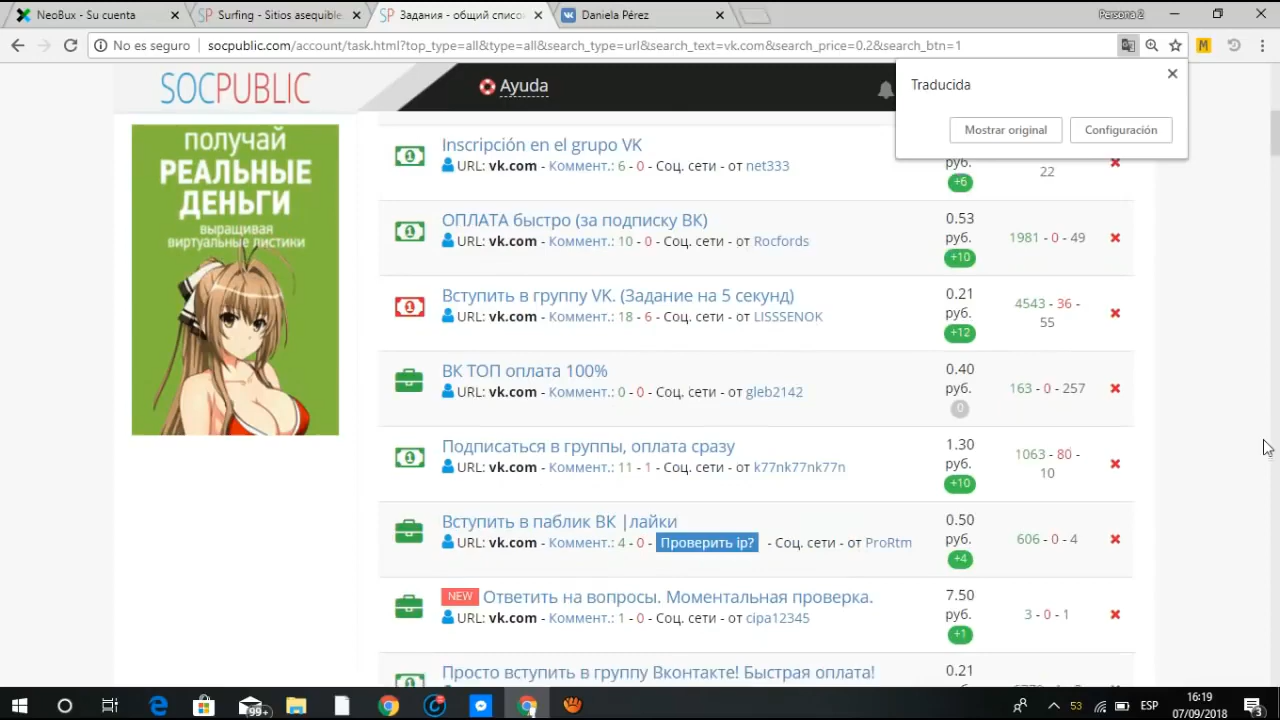 NeoBux - Su cuenta
Surfing - Sitios asequible
Задания - общий списо
Daniela Pérez
Persona 2
No es seguro
socpublic.com/account/task.html?top_type=all&type=all&search_type=url&search_text=vk.com&search_price=0.2&search_btn=1
Traducida
Mostrar original
Configuración
SOCPUBLIC
Ayuda
получай
РЕАЛЬНЫЕ
ДЕНЬГИ
выращивая
виртуальные листики
Inscripción en el grupo VK
URL: vk.com - Коммент.: 6 - 0 - Соц. сети - от net333
руб.
+6
22
ОПЛАТА быстро (за подписку ВК)
URL: vk.com - Коммент.: 10 - 0 - Соц. сети - от Rocfords
0.53
руб.
+10
1981 - 0 - 49
Вступить в группу VK. (Задание на 5 секунд)
URL: vk.com - Коммент.: 18 - 6 - Соц. сети - от LISSSENOK
0.21
руб.
+12
4543 - 36 -
55
ВК ТОП оплата 100%
URL: vk.com - Коммент.: 0 - 0 - Соц. сети - от gleb2142
0.40
руб.
0
163 - 0 - 257
Подписаться в группы, оплата сразу
URL: vk.com - Коммент.: 11 - 1 - Соц. сети - от k77nk77nk77n
1.30
руб.
+10
1063 - 80 -
10
Вступить в паблик ВК |лайки
URL: vk.com - Коммент.: 4 - 0 - Проверить ip? - Соц. сети - от ProRtm
0.50
руб.
+4
606 - 0 - 4
NEW Ответить на вопросы. Моментальная проверка.
URL: vk.com - Коммент.: 1 - 0 - Соц. сети - от cipa12345
7.50
руб.
+1
3 - 0 - 1
Просто вступить в группу Вконтакте! Быстрая оплата!
0.21
99+
53
ESP
16:19
07/09/2018
3